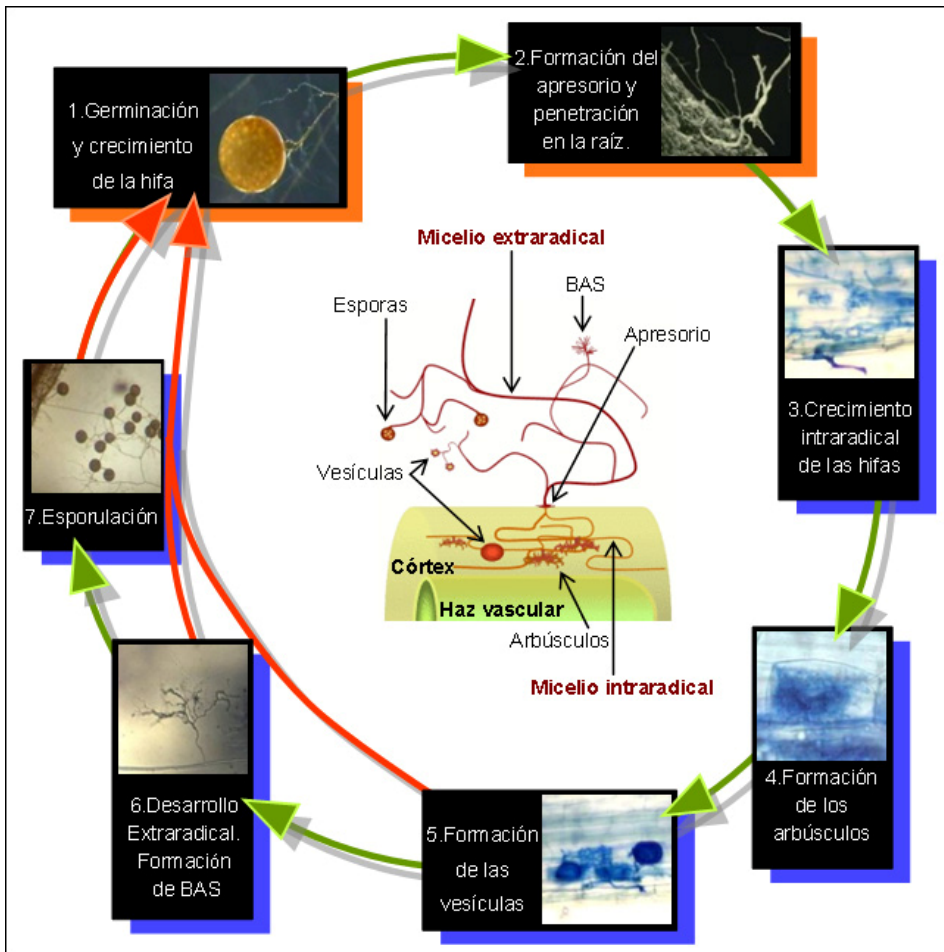 1.Germinación
y crecimiento
de la hifa
2.Formación del
apresorio y
penetración
en la raíz.
Micelio extraradical
BAS
Esporas
Apresorio
3.Crecimiento
intraradical
de las hifas
Vesículas
7.Esporulación
Córtex
Haz vascular
Arbúsculos
Micelio intraradical
4.Formación
de los
arbúsculos
5.Formación
de las
vesículas
6.Desarrollo
Extraradical.
Formación
de BAS